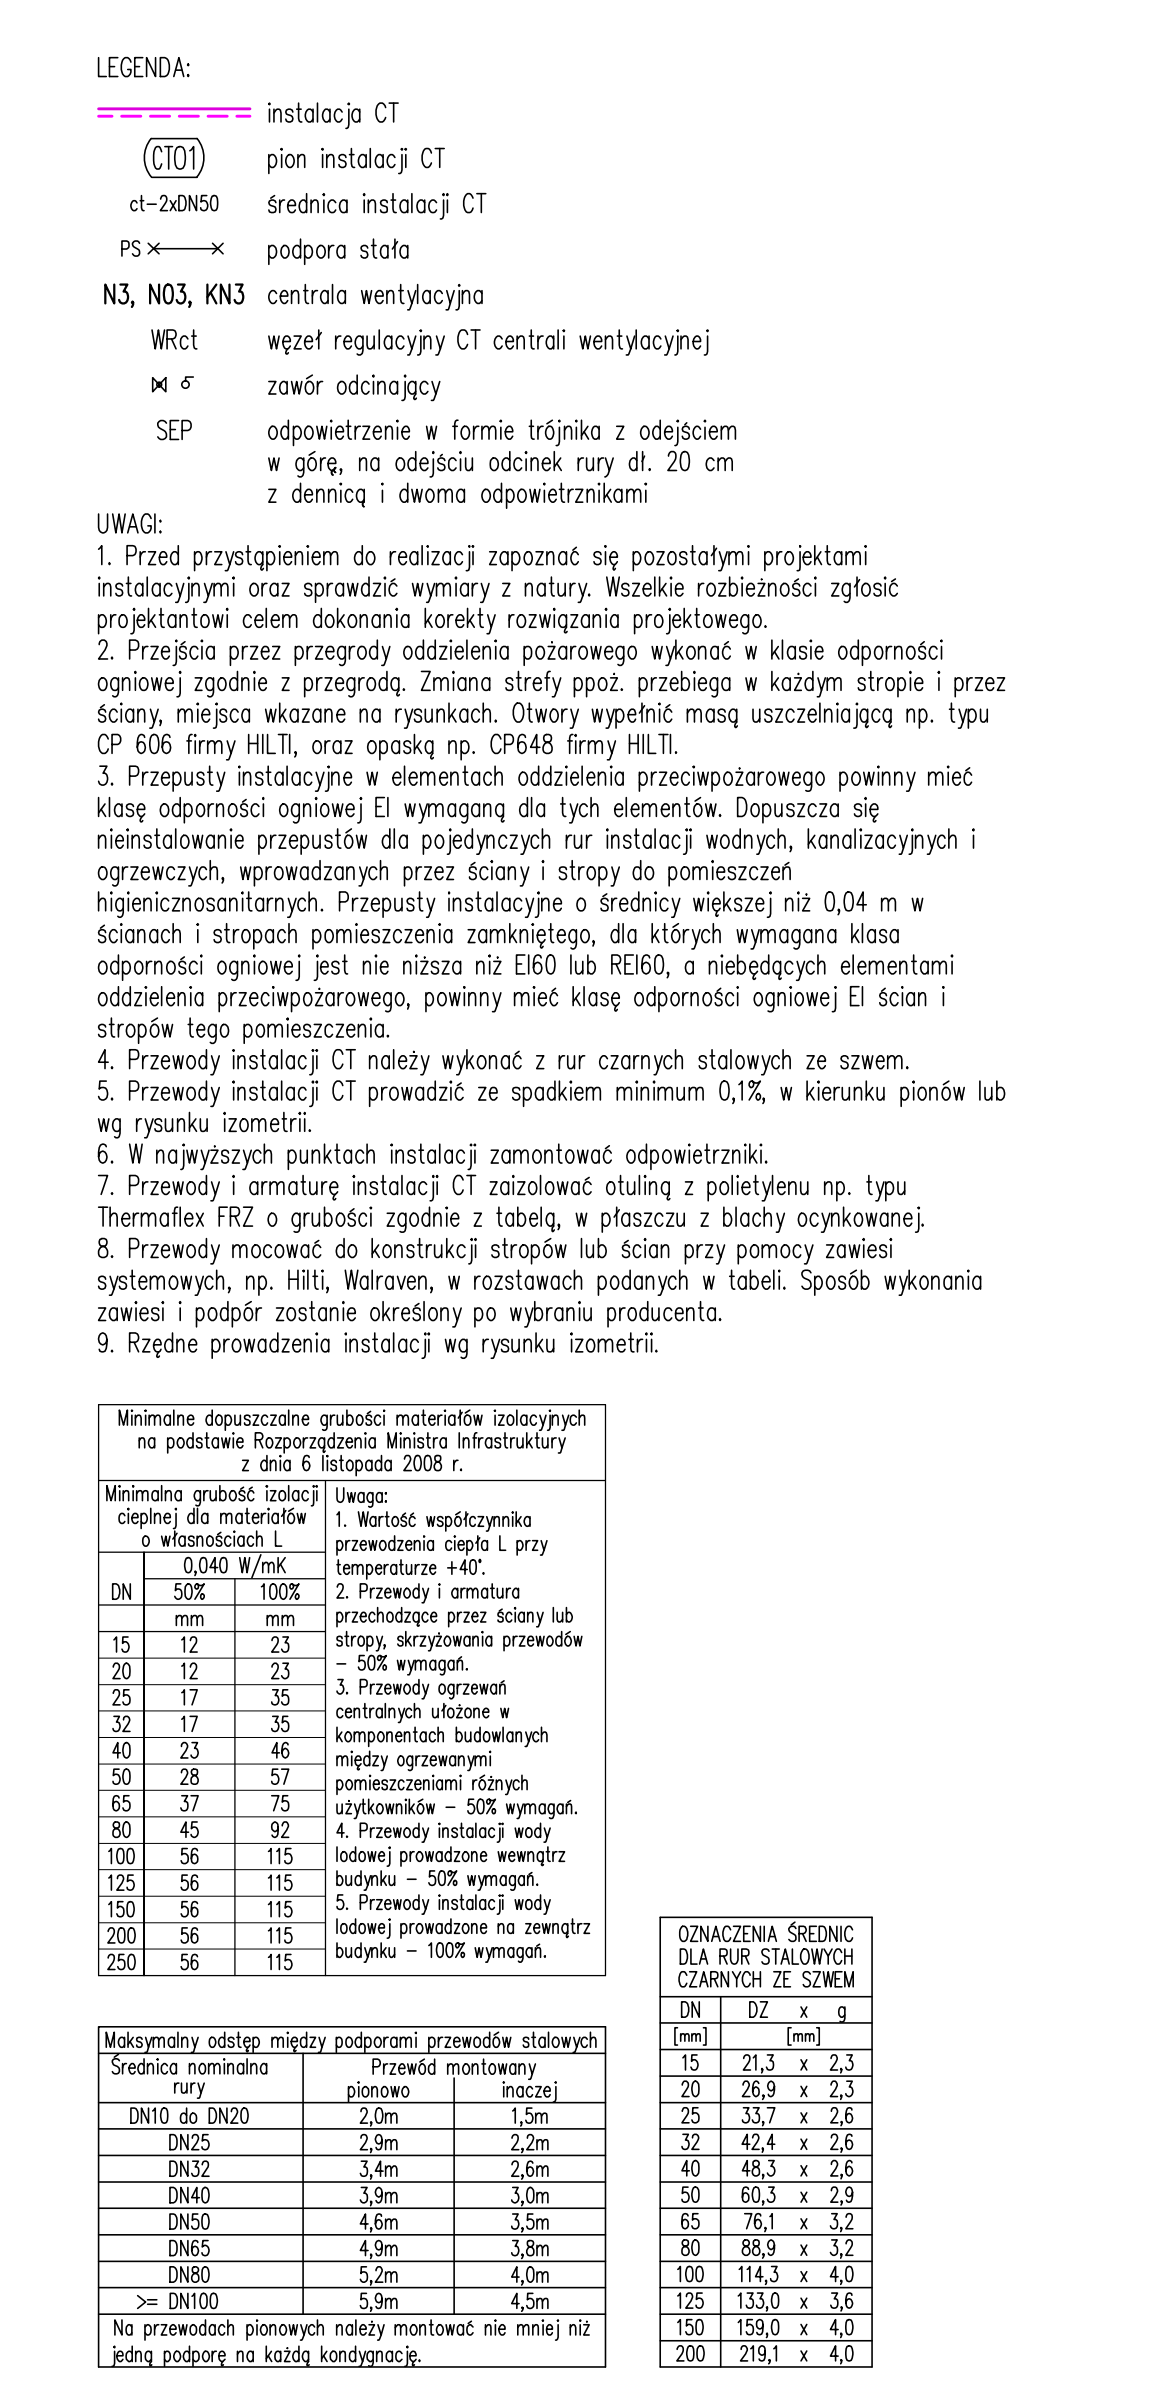 LEGENDA:
instalacja CT
CT01 pion instalacji CT
ct-2xDN50 średnica instalacji CT
PS podpora stała
N3, N03, KN3 centrala wentylacyjna
WRct węzeł regulacyjny CT centrali wentylacyjnej
zawór odcinający
SEP odpowietrzenie w formie trójnika z odejściem
w górę, na odejściu odcinek rury dł. 20 cm
z dennicą i dwoma odpowietrznikami
UWAGI:
1. Przed przystąpieniem do realizacji zapoznać się pozostałymi projektami
instalacyjnymi oraz sprawdzić wymiary z natury. Wszelkie rozbieżności zgłosić
projektantowi celem dokonania korekty rozwiązania projektowego.
2. Przejścia przez przegrody oddzielenia pożarowego wykonać w klasie odporności
ogniowej zgodnie z przegrodą. Zmiana strefy ppoż. przebiega w każdym stropie i przez
ściany, miejsca wkazane na rysunkach. Otwory wypełnić masą uszczelniającą np. typu
CP 606 firmy HILTI, oraz opaską np. CP648 firmy HILTI.
3. Przepusty instalacyjne w elementach oddzielenia przeciwpożarowego powinny mieć
klasę odporności ogniowej EI wymaganą dla tych elementów. Dopuszcza się
nieinstalowanie przepustów dla pojedynczych rur instalacji wodnych, kanalizacyjnych i
ogrzewczych, wprowadzanych przez ściany i stropy do pomieszczeń
higienicznosanitarnych. Przepusty instalacyjne o średnicy większej niż 0,04 m w
ścianach i stropach pomieszczenia zamkniętego, dla których wymagana klasa
odporności ogniowej jest nie niższa niż EI60 lub REI60, a niebędących elementami
oddzielenia przeciwpożarowego, powinny mieć klasę odporności ogniowej EI ścian i
stropów tego pomieszczenia.
4. Przewody instalacji CT należy wykonać z rur czarnych stalowych ze szwem.
5. Przewody instalacji CT prowadzić ze spadkiem minimum 0,1%, w kierunku pionów lub
wg rysunku izometrii.
6. W najwyższych punktach instalacji zamontować odpowietrzniki.
7. Przewody i armaturę instalacji CT zaizolować otuliną z polietylenu np. typu
Thermaflex FRZ o grubości zgodnie z tabelą, w płaszczu z blachy ocynkowanej.
8. Przewody mocować do konstrukcji stropów lub ścian przy pomocy zawiesi
systemowych, np. Hilti, Walraven, w rozstawach podanych w tabeli. Sposób wykonania
zawiesi i podpór zostanie określony po wybraniu producenta.
9. Rzędne prowadzenia instalacji wg rysunku izometrii.
Minimalne dopuszczalne grubości materiałów izolacyjnych
na podstawie Rozporządzenia Ministra Infrastruktury
z dnia 6 listopada 2008 r.
Minimalna grubość izolacji
cieplnej dla materiałów
o własnościach L
0,040 W/mK
DN 50% 100%
mm mm
15 12 23
20 12 23
25 17 35
32 17 35
40 23 46
50 28 57
65 37 75
80 45 92
100 56 115
125 56 115
150 56 115
200 56 115
250 56 115
Uwaga:
1. Wartość współczynnika
przewodzenia ciepła L przy
temperaturze +40°.
2. Przewody i armatura
przechodzące przez ściany lub
stropy, skrzyżowania przewodów
– 50% wymagań.
3. Przewody ogrzewań
centralnych ułożone w
komponentach budowlanych
między ogrzewanymi
pomieszczeniami różnych
użytkowników – 50% wymagań.
4. Przewody instalacji wody
lodowej prowadzone wewnątrz
budynku – 50% wymagań.
5. Przewody instalacji wody
lodowej prowadzone na zewnątrz
budynku – 100% wymagań.
Maksymalny odstęp między podporami przewodów stalowych
Średnica nominalna
rury
Przewód montowany
pionowo inaczej
DN10 do DN20 2,0m 1,5m
DN25 2,9m 2,2m
DN32 3,4m 2,6m
DN40 3,9m 3,0m
DN50 4,6m 3,5m
DN65 4,9m 3,8m
DN80 5,2m 4,0m
>= DN100 5,9m 4,5m
Na przewodach pionowych należy montować nie mniej niż
jedną podporę na każdą kondygnację.
OZNACZENIA ŚREDNIC
DLA RUR STALOWYCH
CZARNYCH ZE SZWEM
DN DZ x g
[mm] [mm]
15 21,3 x 2,3
20 26,9 x 2,3
25 33,7 x 2,6
32 42,4 x 2,6
40 48,3 x 2,6
50 60,3 x 2,9
65 76,1 x 3,2
80 88,9 x 3,2
100 114,3 x 4,0
125 133,0 x 3,6
150 159,0 x 4,0
200 219,1 x 4,0